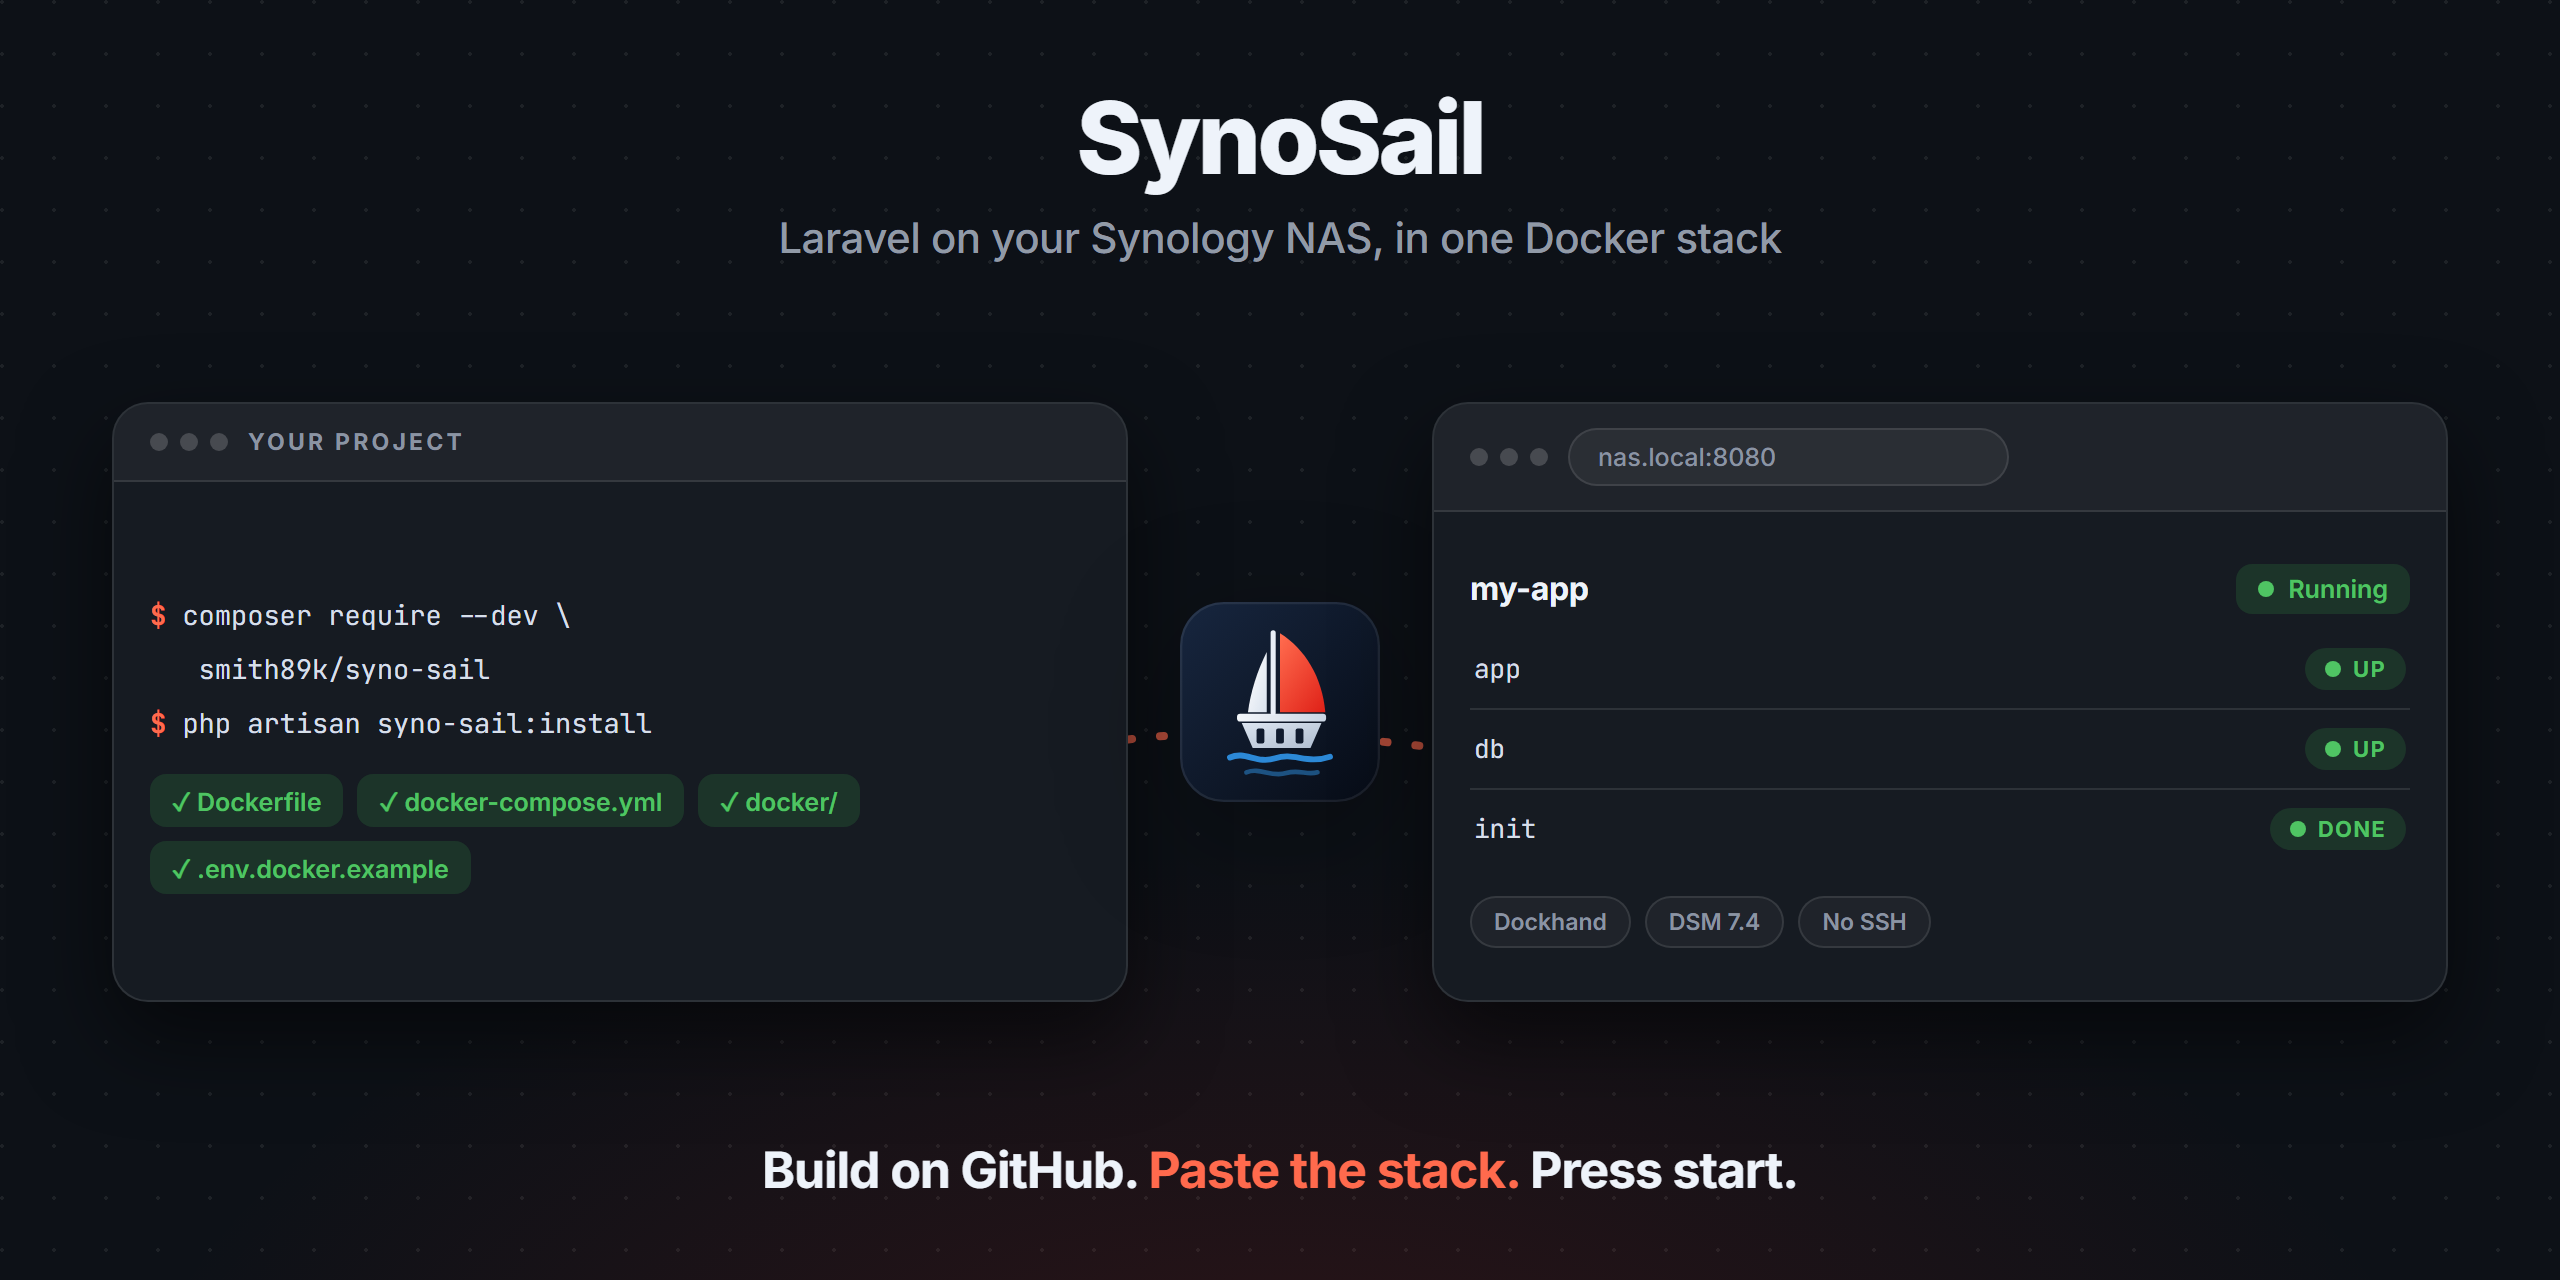 SynoSail
Laravel on your Synology NAS, in one Docker stack
YOUR PROJECT
$ composer require --dev \
smith89k/syno-sail
$ php artisan syno-sail:install
✓ Dockerfile ✓ docker-compose.yml ✓ docker/
✓ .env.docker.example
nas.local:8080
my-app Running
app UP
db UP
init DONE
Dockhand DSM 7.4 No SSH
Build on GitHub. Paste the stack. Press start.